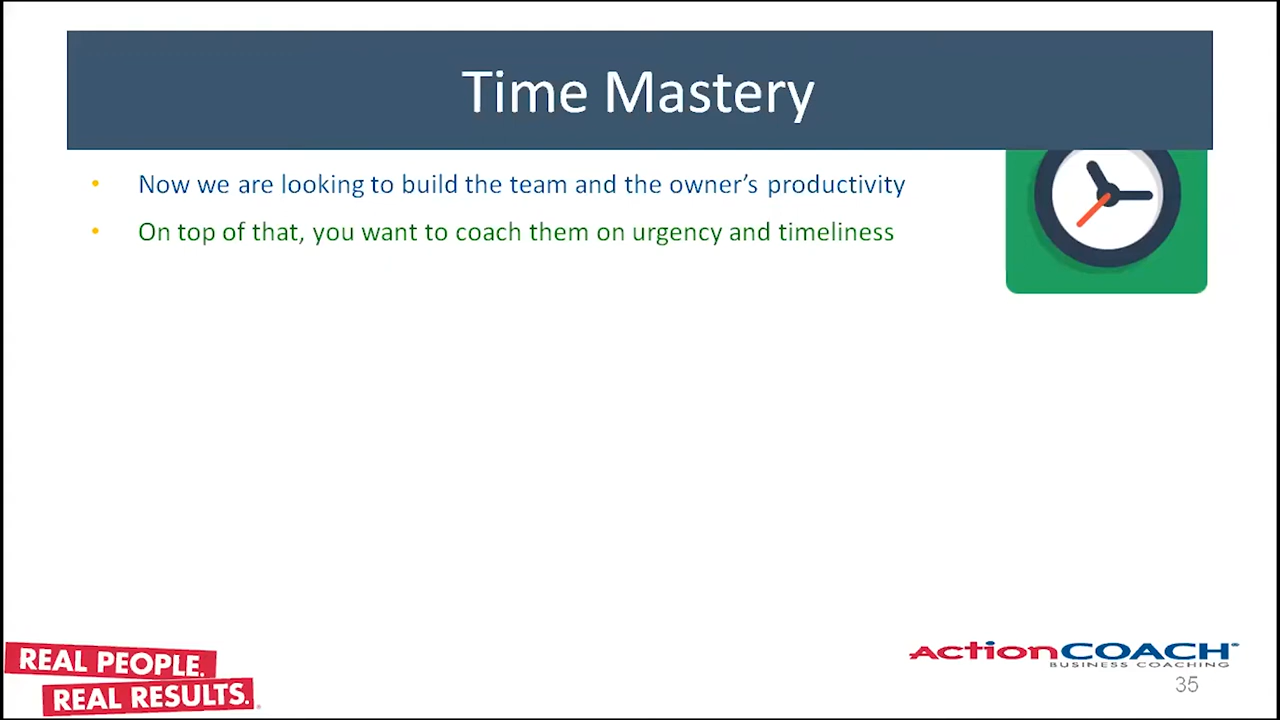 Time Mastery
• Now we are looking to build the team and the owner’s productivity
• On top of that, you want to coach them on urgency and timeliness
REAL PEOPLE.
REAL RESULTS.
ActionCOACH
BUSINESS COACHING
35